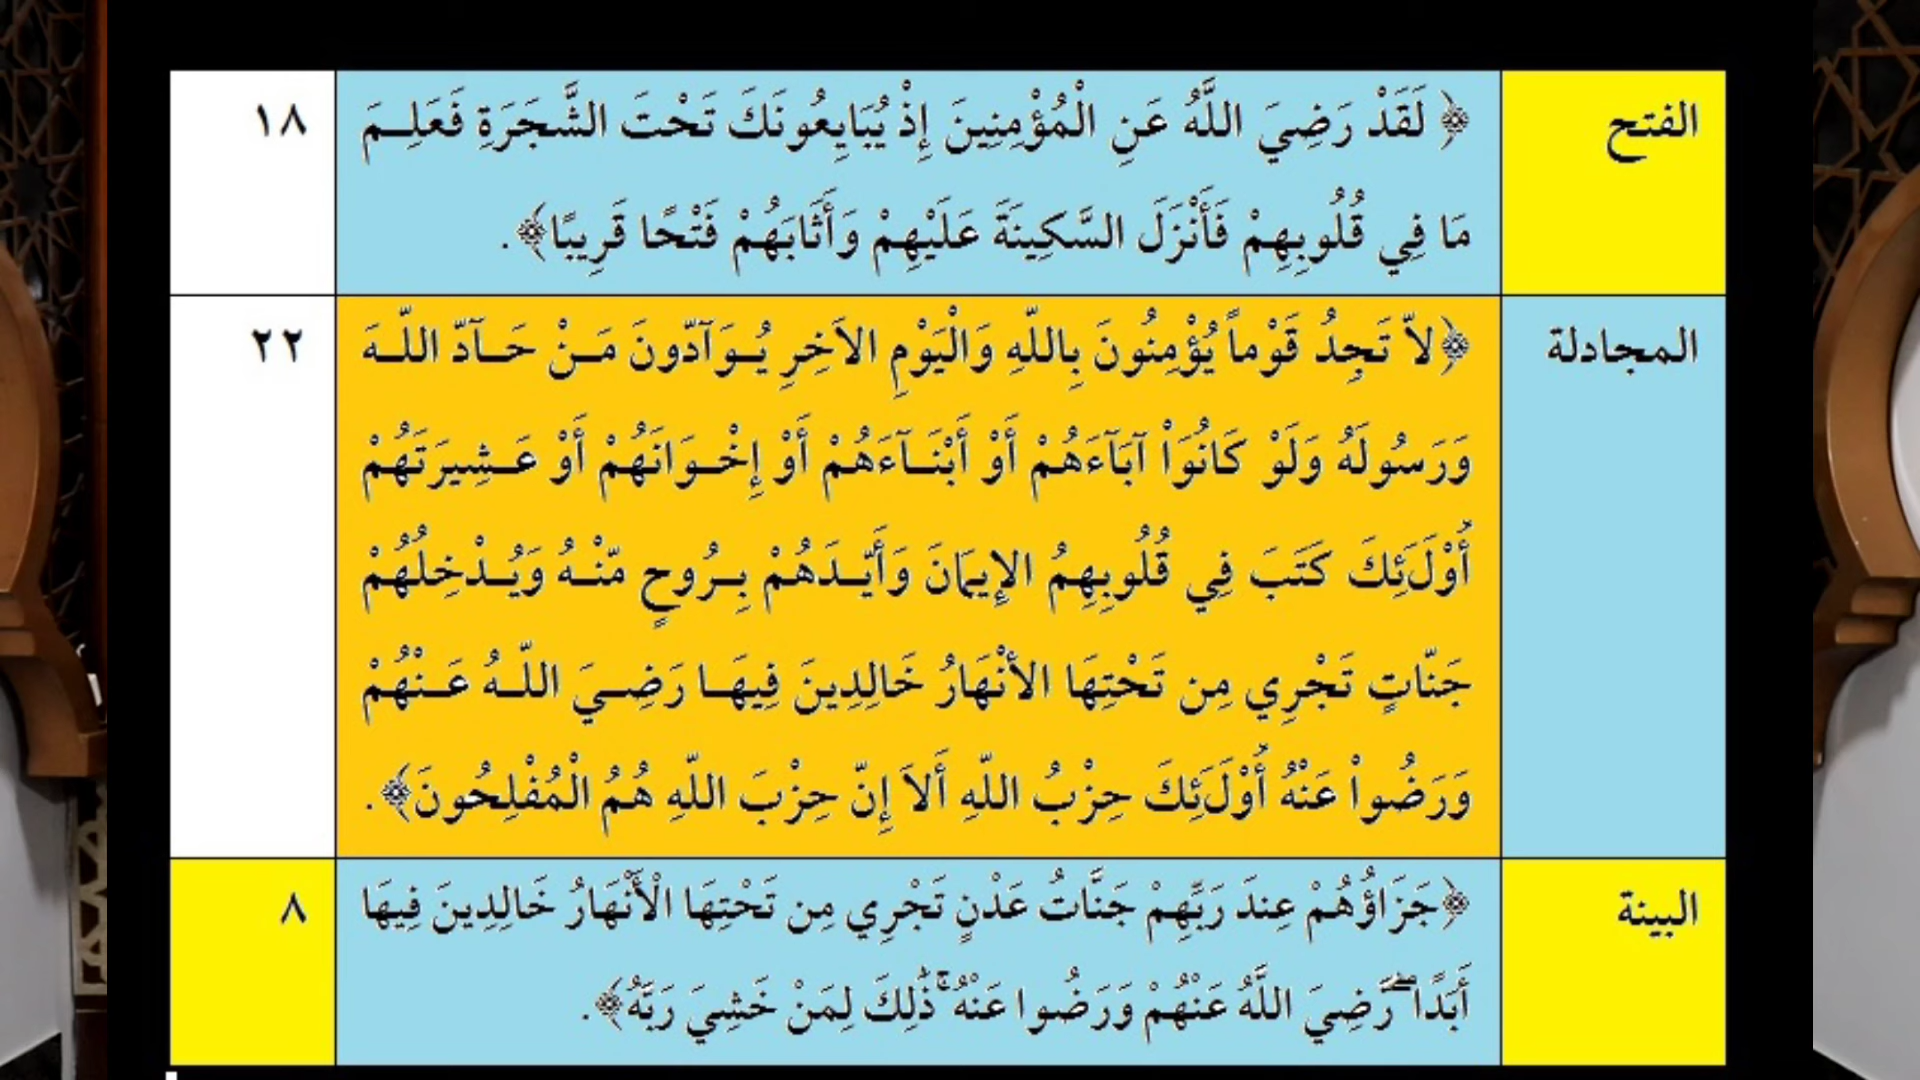 الفتح
﴿ لَقَدْ رَضِيَ اللَّهُ عَنِ الْمُؤْمِنِينَ إِذْ يُبَايِعُونَكَ تَحْتَ الشَّجَرَةِ فَعَلِمَ
١٨
مَا فِي قُلُوبِهِمْ فَأَنْزَلَ السَّكِينَةَ عَلَيْهِمْ وَأَثَابَهُمْ فَتْحًا قَرِيبًا﴾.
المجادلة
﴿لاّ تَجِدُ قَوْماً يُؤْمِنُونَ بِاللّهِ وَالْيَوْمِ الاَخِرِ يُوَآدّونَ مَنْ حَآدّ اللّهَ
٢٢
وَرَسُولَهُ وَلَوْ كَانُوَاْ آبَآءَهُمْ أَوْ أَبْنَآءَهُمْ أَوْ إِخْوَانَهُمْ أَوْ عَشِيرَتَهُمْ
أُوْلَـَئِكَ كَتَبَ فِي قُلُوبِهِمُ الإِيمَانَ وَأَيّدَهُمْ بِرُوحٍ مّنْهُ وَيُدْخِلُهُمْ
جَنّاتٍ تَجْرِي مِن تَحْتِهَا الأنْهَارُ خَالِدِينَ فِيهَا رَضِيَ اللّهُ عَنْهُمْ
وَرَضُواْ عَنْهُ أُوْلَـَئِكَ حِزْبُ اللّهِ أَلاَ إِنّ حِزْبَ اللّهِ هُمُ الْمُفْلِحُونَ﴾.
البينة
﴿جَزَاؤُهُمْ عِندَ رَبِّهِمْ جَنَّاتُ عَدْنٍ تَجْرِي مِن تَحْتِهَا الْأَنْهَارُ خَالِدِينَ فِيهَا
٨
أَبَدًا ۖ رَّضِيَ اللَّهُ عَنْهُمْ وَرَضُوا عَنْهُ ۚ ذَٰلِكَ لِمَنْ خَشِيَ رَبَّهُ﴾.